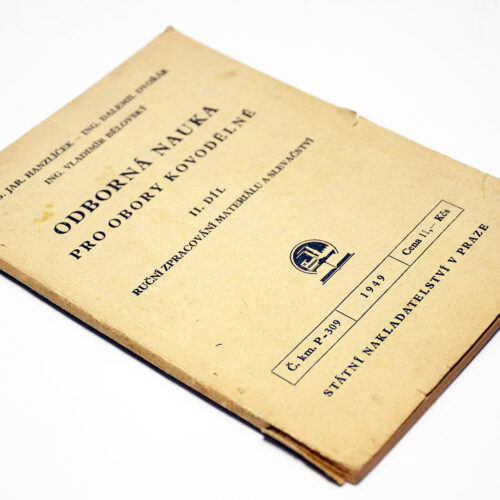 JAR. HANZLÍČEK – ING. DALEMIL DVOŘÁK
ING. VLADIMÍR BĚLOVSKÝ
ODBORNÁ NAUKA
PRO OBORY KOVODĚLNÉ
II. DÍL
RUČNÍ ZPRACOVÁNÍ MATERIÁLU A SLEVAČSTVÍ
Č. km. P-309 1949 Cena 11,– Kčs
STÁTNÍ NAKLADATELSTVÍ V PRAZE